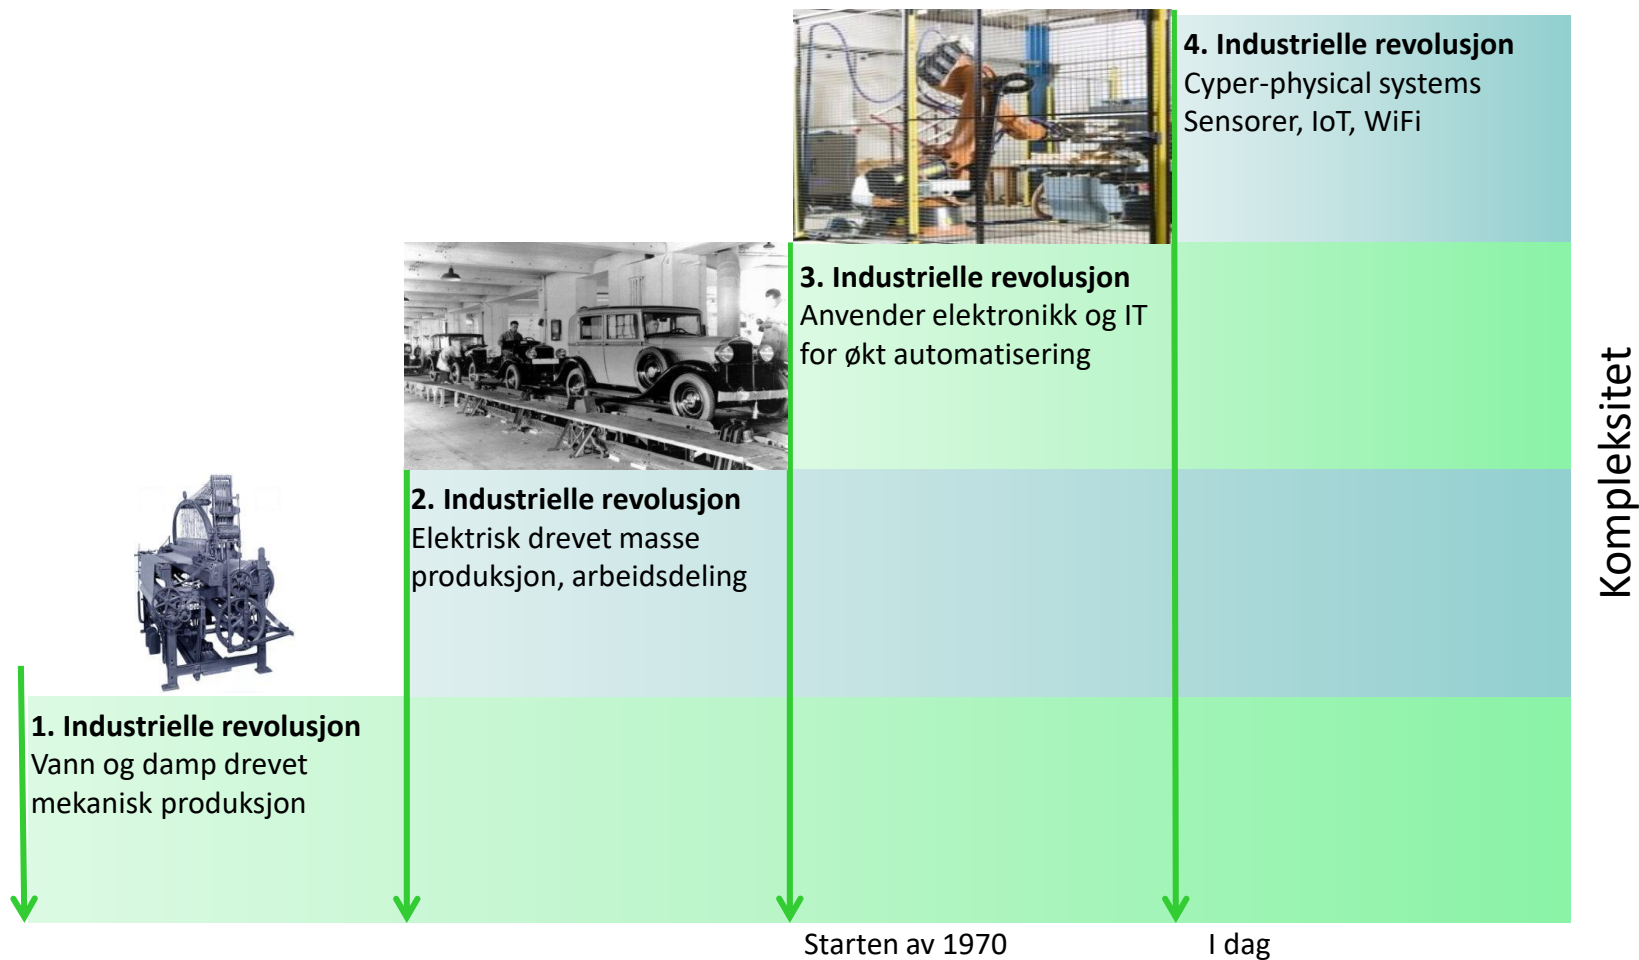 4. Industrielle revolusjon
Cyper-physical systems
Sensorer, IoT, WiFi
3. Industrielle revolusjon
Anvender elektronikk og IT
for økt automatisering
2. Industrielle revolusjon
Elektrisk drevet masse
produksjon, arbeidsdeling
1. Industrielle revolusjon
Vann og damp drevet
mekanisk produksjon
Kompleksitet
Starten av 1970
I dag